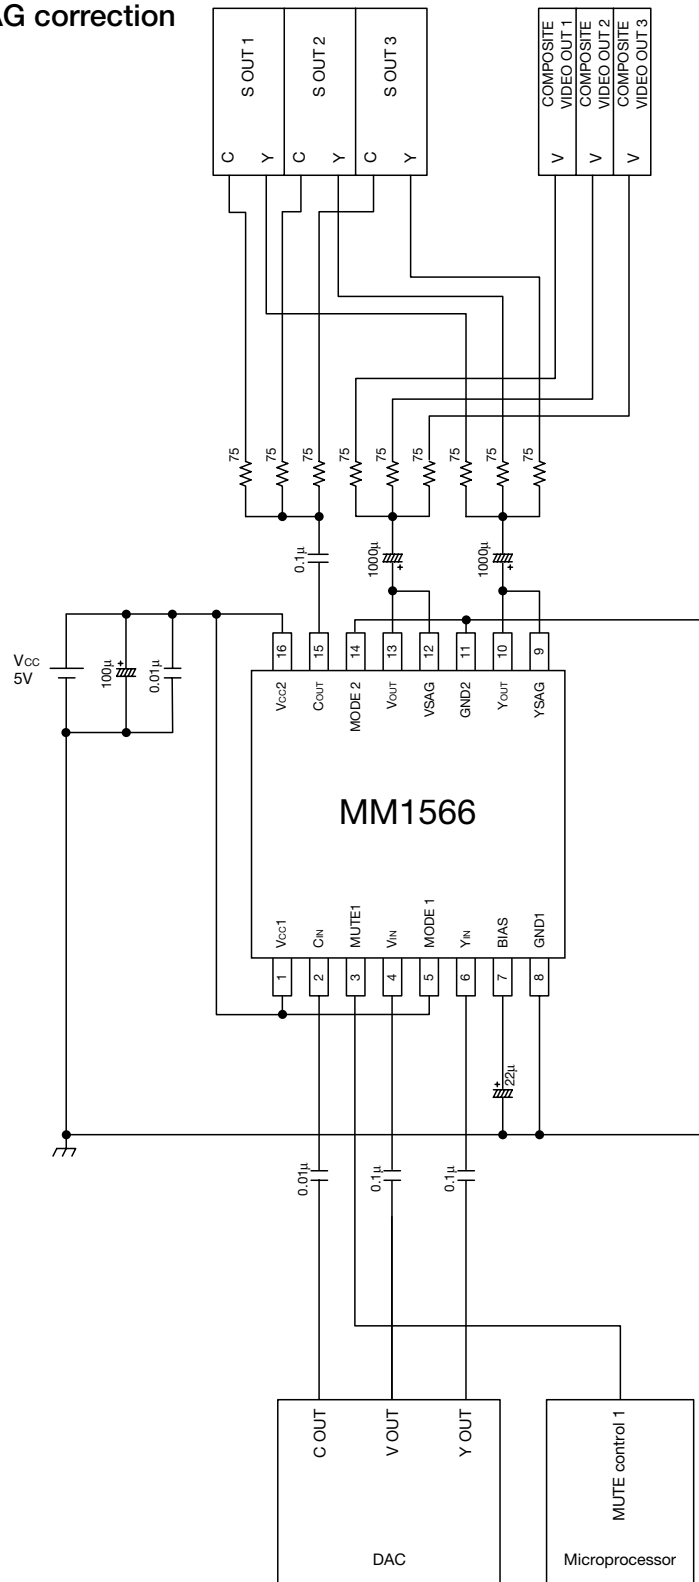 AG correction
S OUT 1
S OUT 2
S OUT 3
C
Y
C
Y
C
Y
COMPOSITE
VIDEO OUT 1
COMPOSITE
VIDEO OUT 2
COMPOSITE
VIDEO OUT 3
V
V
V
75
75
75
75
75
75
75
75
75
0.1µ
1000µ
+
1000µ
+
VCC
5V
100µ
+
0.01µ
16
15
14
13
12
11
10
9
VCC2
COUT
MODE 2
VOUT
VSAG
GND2
YOUT
YSAG
MM1566
VCC1
CIN
MUTE1
VIN
MODE 1
YIN
BIAS
GND1
1
2
3
4
5
6
7
8
+
22µ
0.01µ
0.1µ
0.1µ
C OUT
V OUT
Y OUT
DAC
MUTE control 1
Microprocessor